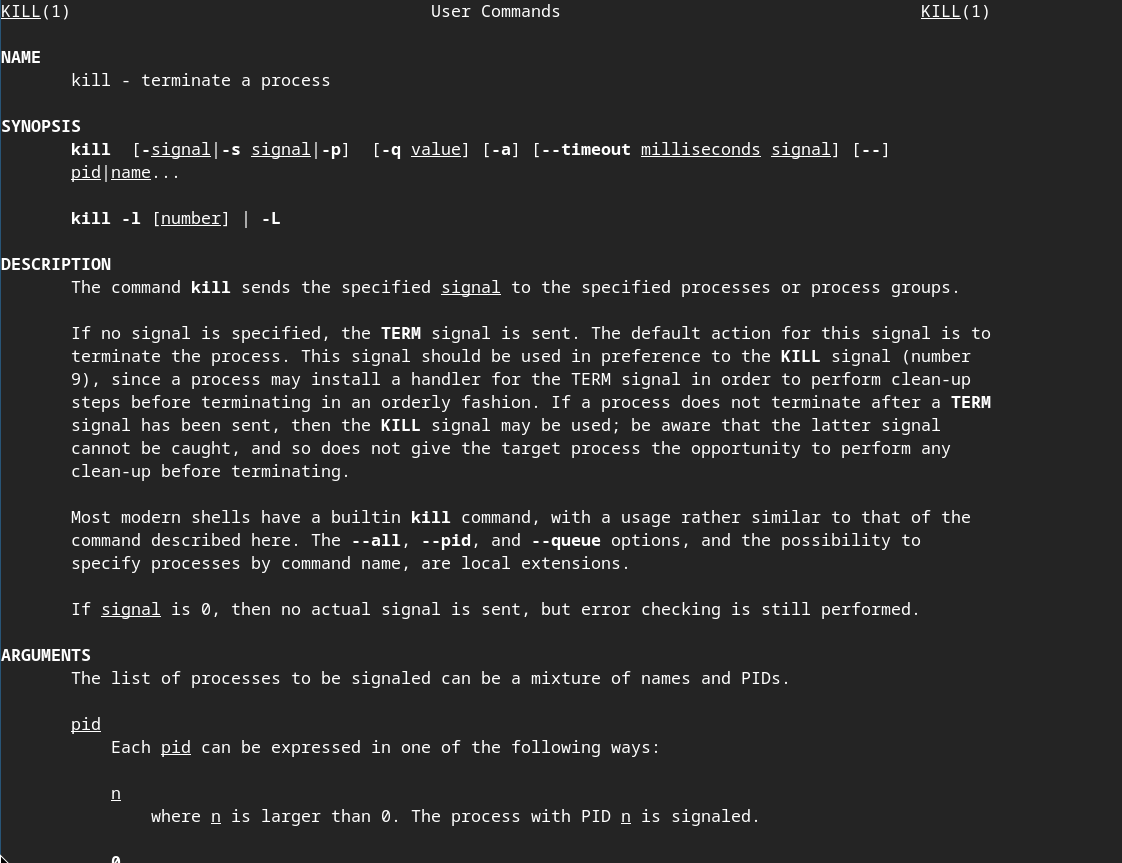 KILL(1) User Commands KILL(1)
NAME
kill - terminate a process
SYNOPSIS
kill [-signal|-s signal|-p] [-q value] [-a] [--timeout milliseconds signal] [--]
pid|name...
kill -l [number] | -L
DESCRIPTION
The command kill sends the specified signal to the specified processes or process groups.
If no signal is specified, the TERM signal is sent. The default action for this signal is to
terminate the process. This signal should be used in preference to the KILL signal (number
9), since a process may install a handler for the TERM signal in order to perform clean-up
steps before terminating in an orderly fashion. If a process does not terminate after a TERM
signal has been sent, then the KILL signal may be used; be aware that the latter signal
cannot be caught, and so does not give the target process the opportunity to perform any
clean-up before terminating.
Most modern shells have a builtin kill command, with a usage rather similar to that of the
command described here. The --all, --pid, and --queue options, and the possibility to
specify processes by command name, are local extensions.
If signal is 0, then no actual signal is sent, but error checking is still performed.
ARGUMENTS
The list of processes to be signaled can be a mixture of names and PIDs.
pid
Each pid can be expressed in one of the following ways:
n
where n is larger than 0. The process with PID n is signaled.
0